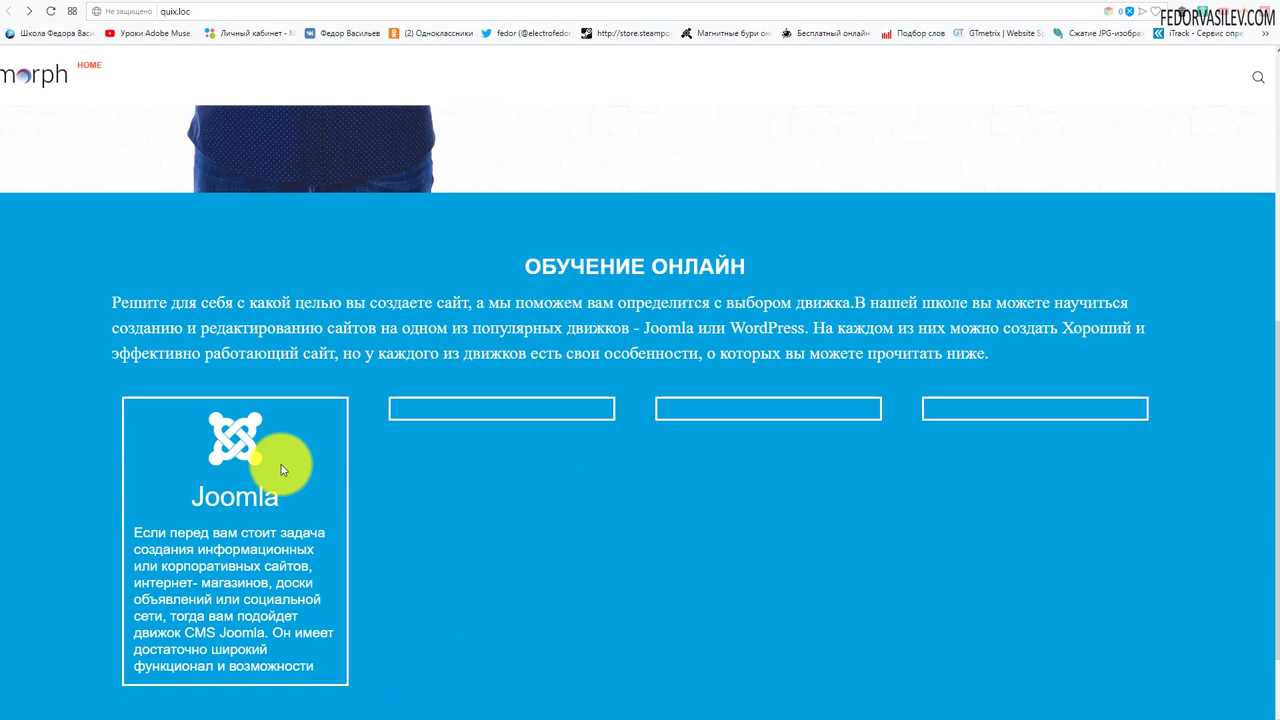 Не защищено quix.loc
FEDORVASILEV.COM
Школа Федора Васи. Уроки Adobe Muse, Личный кабинет - М Федор Васильев (2) Одноклассники fedor (@electrofedor http://store.steampo Магнитные бури он Бесплатный онлайн Подбор слов GTmetrix | Website Sp Сжатие JPG-изобра iTrack - Сервис опре.
morph HOME
ОБУЧЕНИЕ ОНЛАЙН
Решите для себя с какой целью вы создаете сайт, а мы поможем вам определится с выбором движка.В нашей школе вы можете научиться
созданию и редактированию сайтов на одном из популярных движков - Joomla или WordPress. На каждом из них можно создать Хороший и
эффективно работающий сайт, но у каждого из движков есть свои особенности, о которых вы можете прочитать ниже.
Joomla
Если перед вам стоит задача
создания информационных
или корпоративных сайтов,
интернет- магазинов, доски
объявлений или социальной
сети, тогда вам подойдет
движок CMS Joomla. Он имеет
достаточно широкий
функционал и возможности